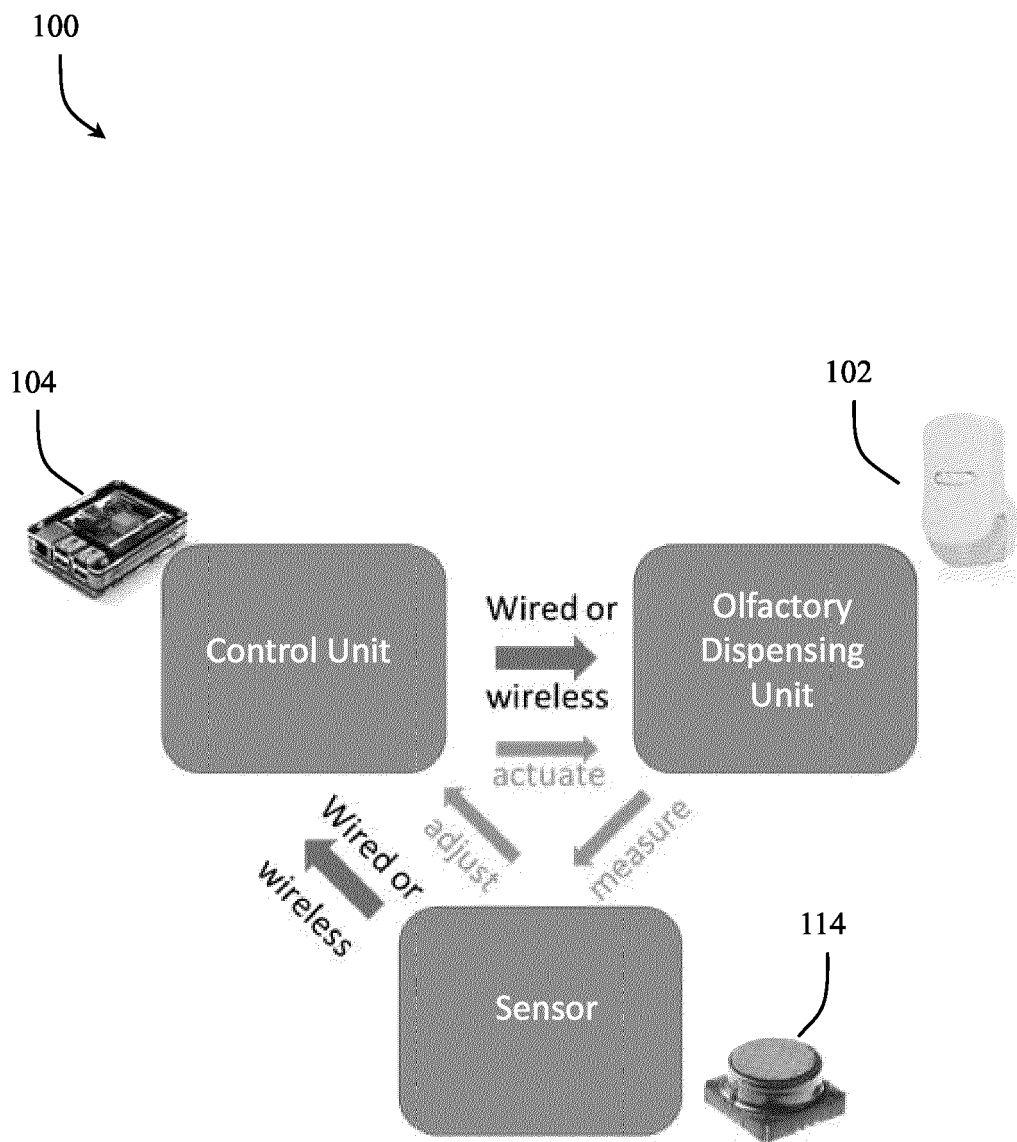 100
104
102
Control Unit
Wired or
wireless
actuate
Olfactory
Dispensing
Unit
adjust
measure
Wired or
wireless
Sensor
114